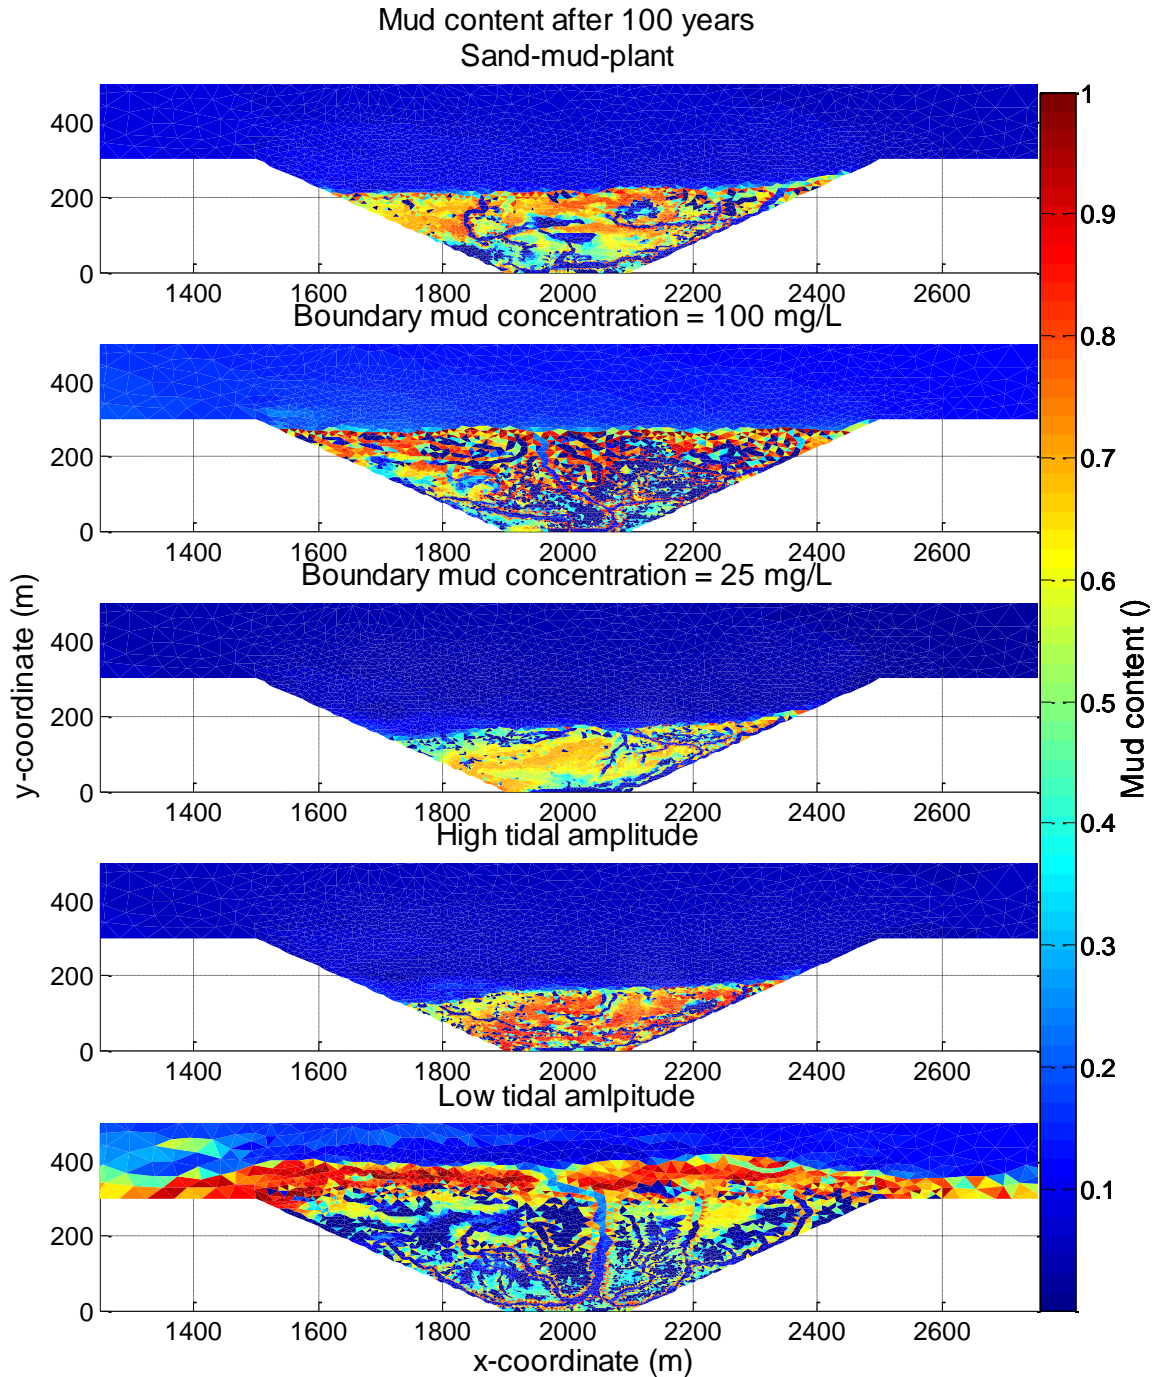 Mud content after 100 years
Sand-mud-plant
400
200
0
1400 1600 1800 2000 2200 2400 2600
Boundary mud concentration = 100 mg/L
400
200
0
1400 1600 1800 2000 2200 2400 2600
Boundary mud concentration = 25 mg/L
400
200
0
1400 1600 1800 2000 2200 2400 2600
High tidal amplitude
400
200
0
1400 1600 1800 2000 2200 2400 2600
Low tidal amlpitude
400
200
0
1400 1600 1800 2000 2200 2400 2600
x-coordinate (m)
y-coordinate (m)
1
0.9
0.8
0.7
0.6
0.5
0.4
0.3
0.2
0.1
Mud content ()